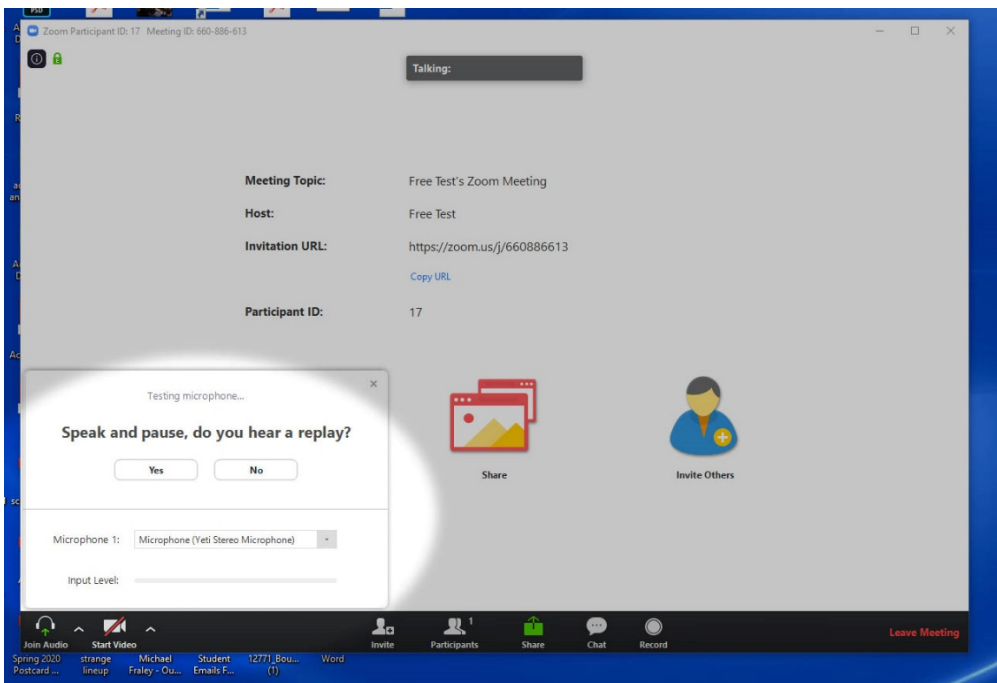 PSD
Zoom Participant ID: 17 Meeting ID: 660-886-613
Talking:
Meeting Topic: Free Test's Zoom Meeting
Host: Free Test
Invitation URL: https://zoom.us/j/660886613
Copy URL
Participant ID: 17
Testing microphone...
Speak and pause, do you hear a replay?
Yes No
Share Invite Others
Microphone 1: Microphone (Yeti Stereo Microphone)
Input Level:
1
Join Audio Start Video Invite Participants Share Chat Record Leave Meeting
Spring 2020 strange Michael Student 12771_Bou... Word
Postcard ... lineup Fraley - Ou... Emails F... (1)